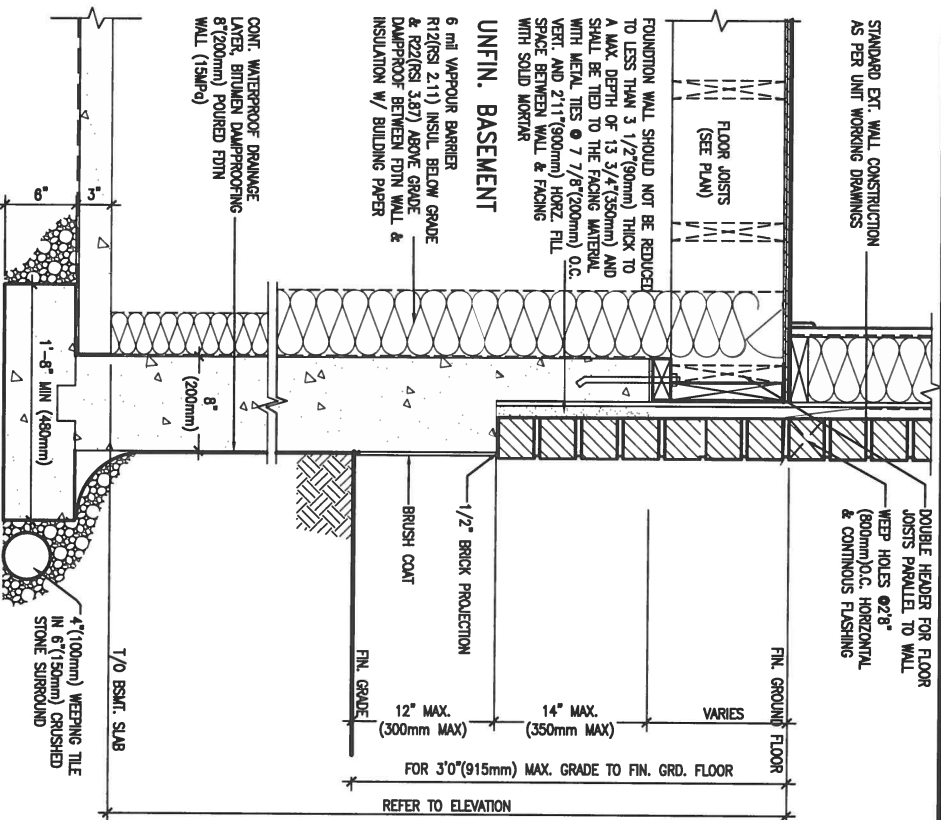 STANDARD EXT. WALL CONSTRUCTION
AS PER UNIT WORKING DRAWINGS
FLOOR JOISTS
(SEE PLAN)
FOUNDTION WALL SHOULD NOT BE REDUCED
TO LESS THAN 3 1/2"(90mm) THICK TO
A MAX. DEPTH OF 13 3/4"(350mm) AND
SHALL BE TIED TO THE FACING MATERIAL
WITH METAL TIES @ 7 7/8"(200mm) O.C.
VERT. AND 2'11"(900mm) HORZ. FILL
SPACE BETWEEN WALL & FACING
WITH SOLID MORTAR
UNFIN. BASEMENT
6 mil VAPPOUR BARRIER
R12(RSI 2.11) INSUL. BELOW GRADE
& R22(RSI 3.87) ABOVE GRADE
DAMPPROOF BETWEEN FDTN WALL &
INSULATION W/ BUILDING PAPER
CONT. WATERPROOF DRAINAGE
LAYER, BITUMEN DAMPPROOFING
8"(200mm) POURED FDTN
WALL (15MPa)
6"
3"
1'-8" MIN (480mm)
8"
(200mm)
DOUBLE HEADER FOR FLOOR
JOISTS PARALLEL TO WALL
WEEP HOLES @2'8"
(800mm)O.C. HORIZONTAL
& CONTINOUS FLASHING
1/2" BRICK PROJECTION
BRUSH COAT
4"(100mm) WEEPING TILE
IN 6"(150mm) CRUSHED
STONE SURROUND
FIN. GROUND FLOOR
FIN. GRADE
T/O BSMT. SLAB
VARIES
14" MAX.
(350mm MAX)
12" MAX.
(300mm MAX)
FOR 3'0"(915mm) MAX. GRADE TO FIN. GRD. FLOOR
REFER TO ELEVATION